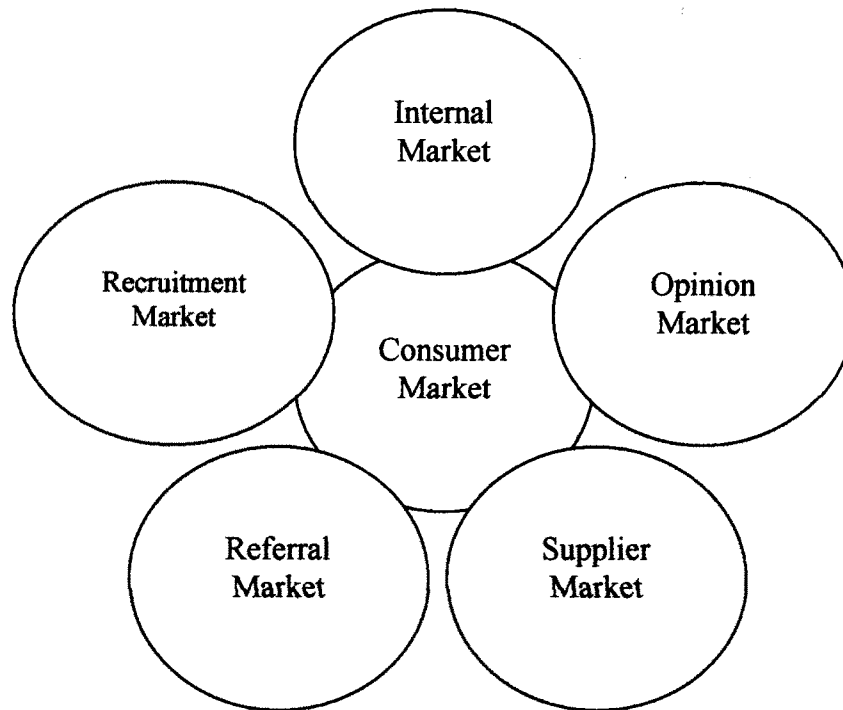 Internal
Market
Recruitment
Market
Opinion
Market
Consumer
Market
Referral
Market
Supplier
Market